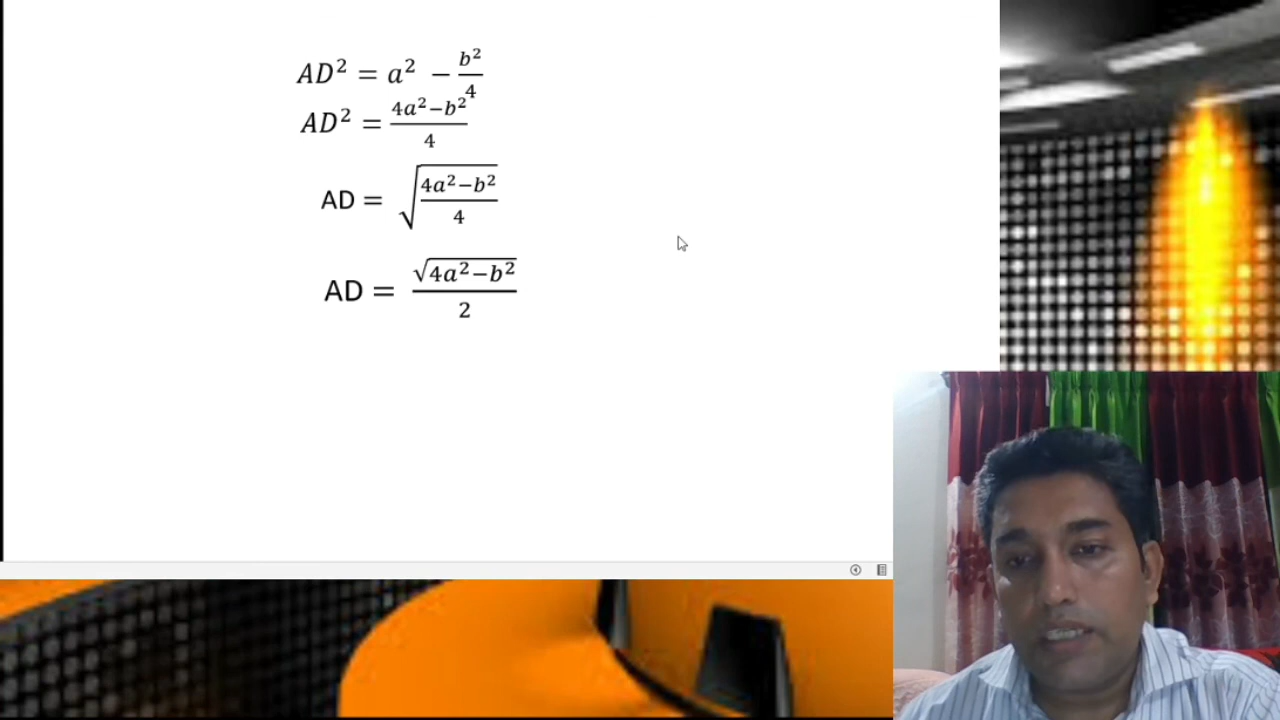 AD² = a² − b²/4
AD² = (4a²−b²)/4
AD = √((4a²−b²)/4)
AD = √(4a²−b²)/2